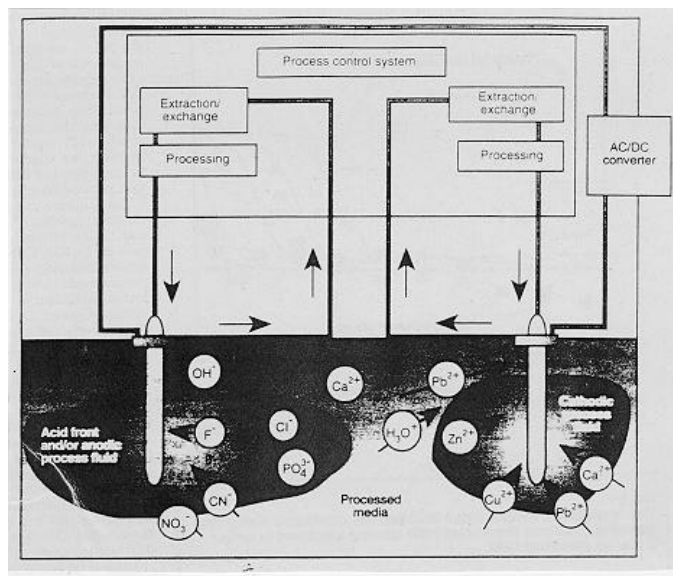 Process control system
Extraction/
exchange
Processing
Extraction/
exchange
Processing
AC/DC
converter
OH⁻
Ca²⁺
Pb²⁺
Cathodic
process
fluid
Acid front
and/or anodic
process fluid
F⁻
Cl⁻
H₃O⁺
Zn²⁺
PO₄³⁻
Ca²⁺
CN⁻
Processed
media
Cu²⁺
Pb²⁺
NO₃⁻